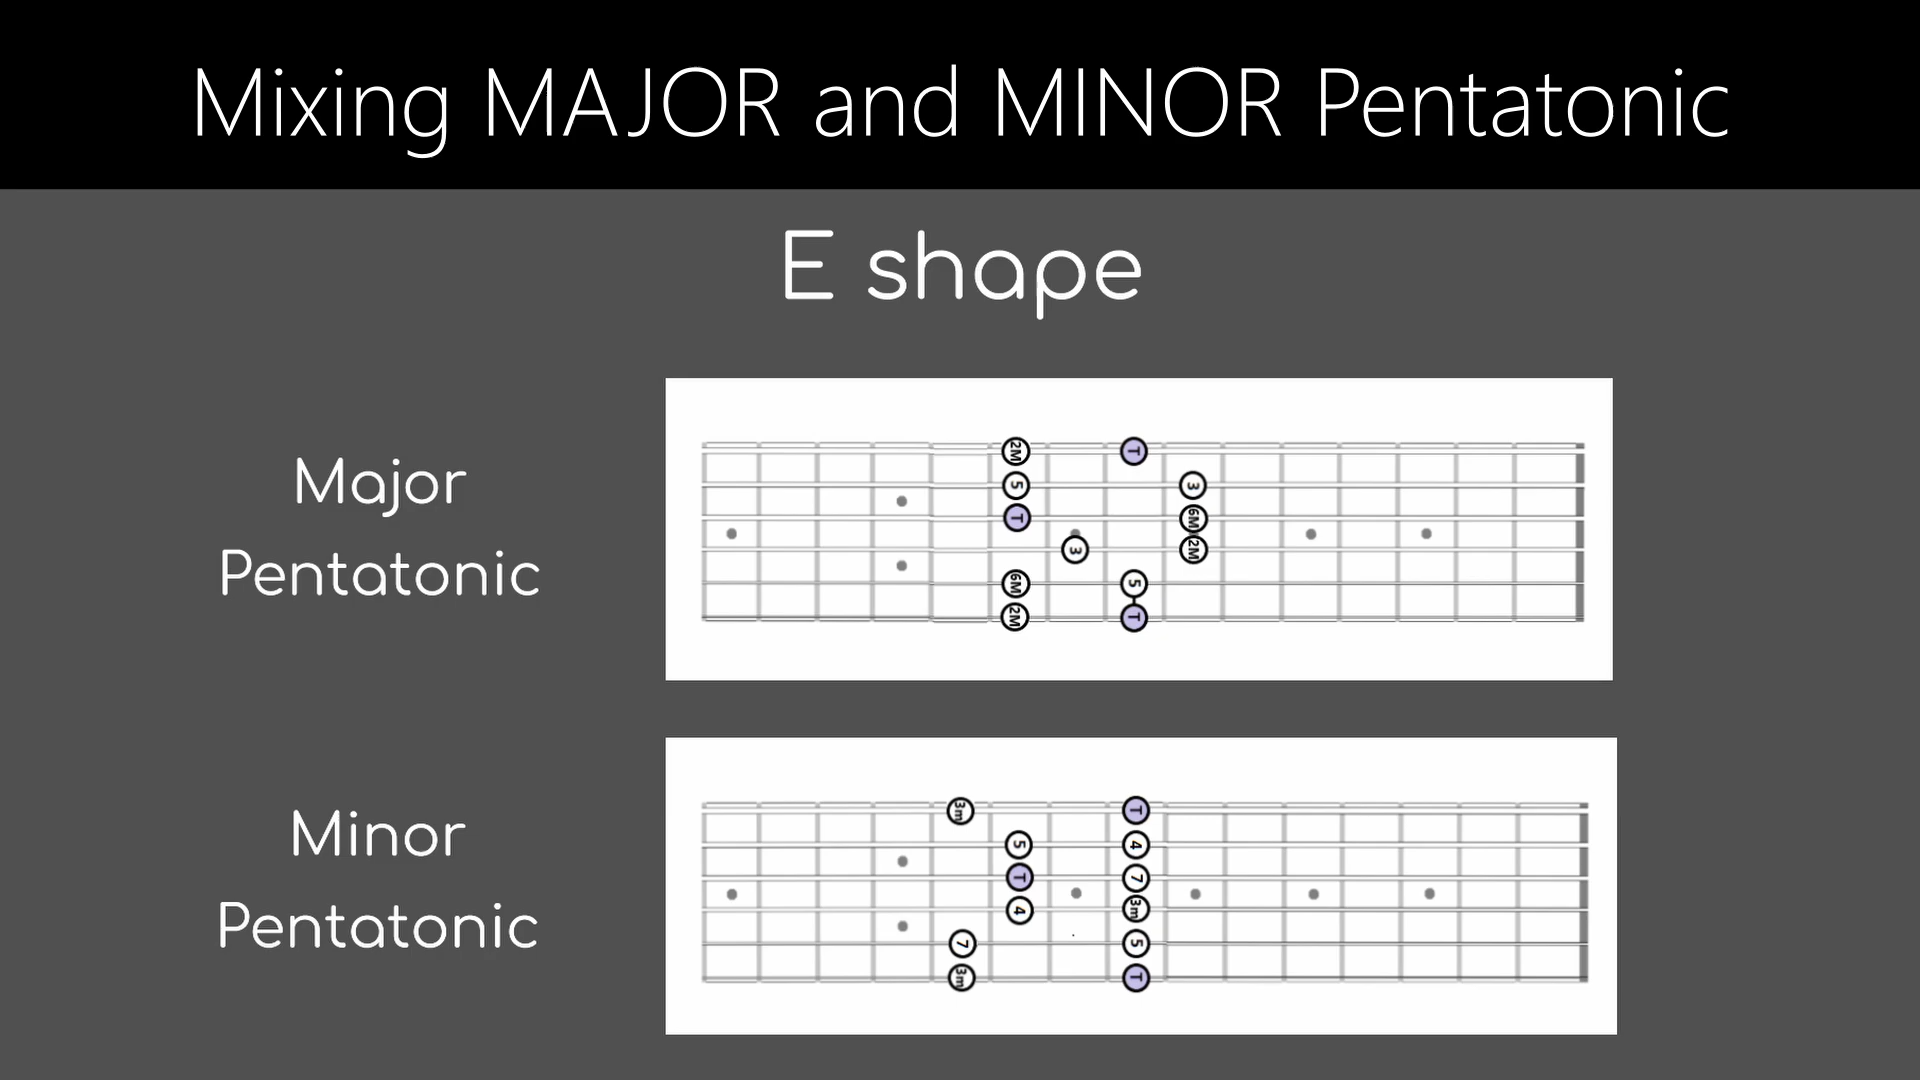 Mixing MAJOR and MINOR Pentatonic
E shape
Major
Pentatonic
2M T
5 3
T 6M
3 2M
6M 5
2M T
Minor
Pentatonic
3m T
5 4
T 7
4 3m
7 5
3m T